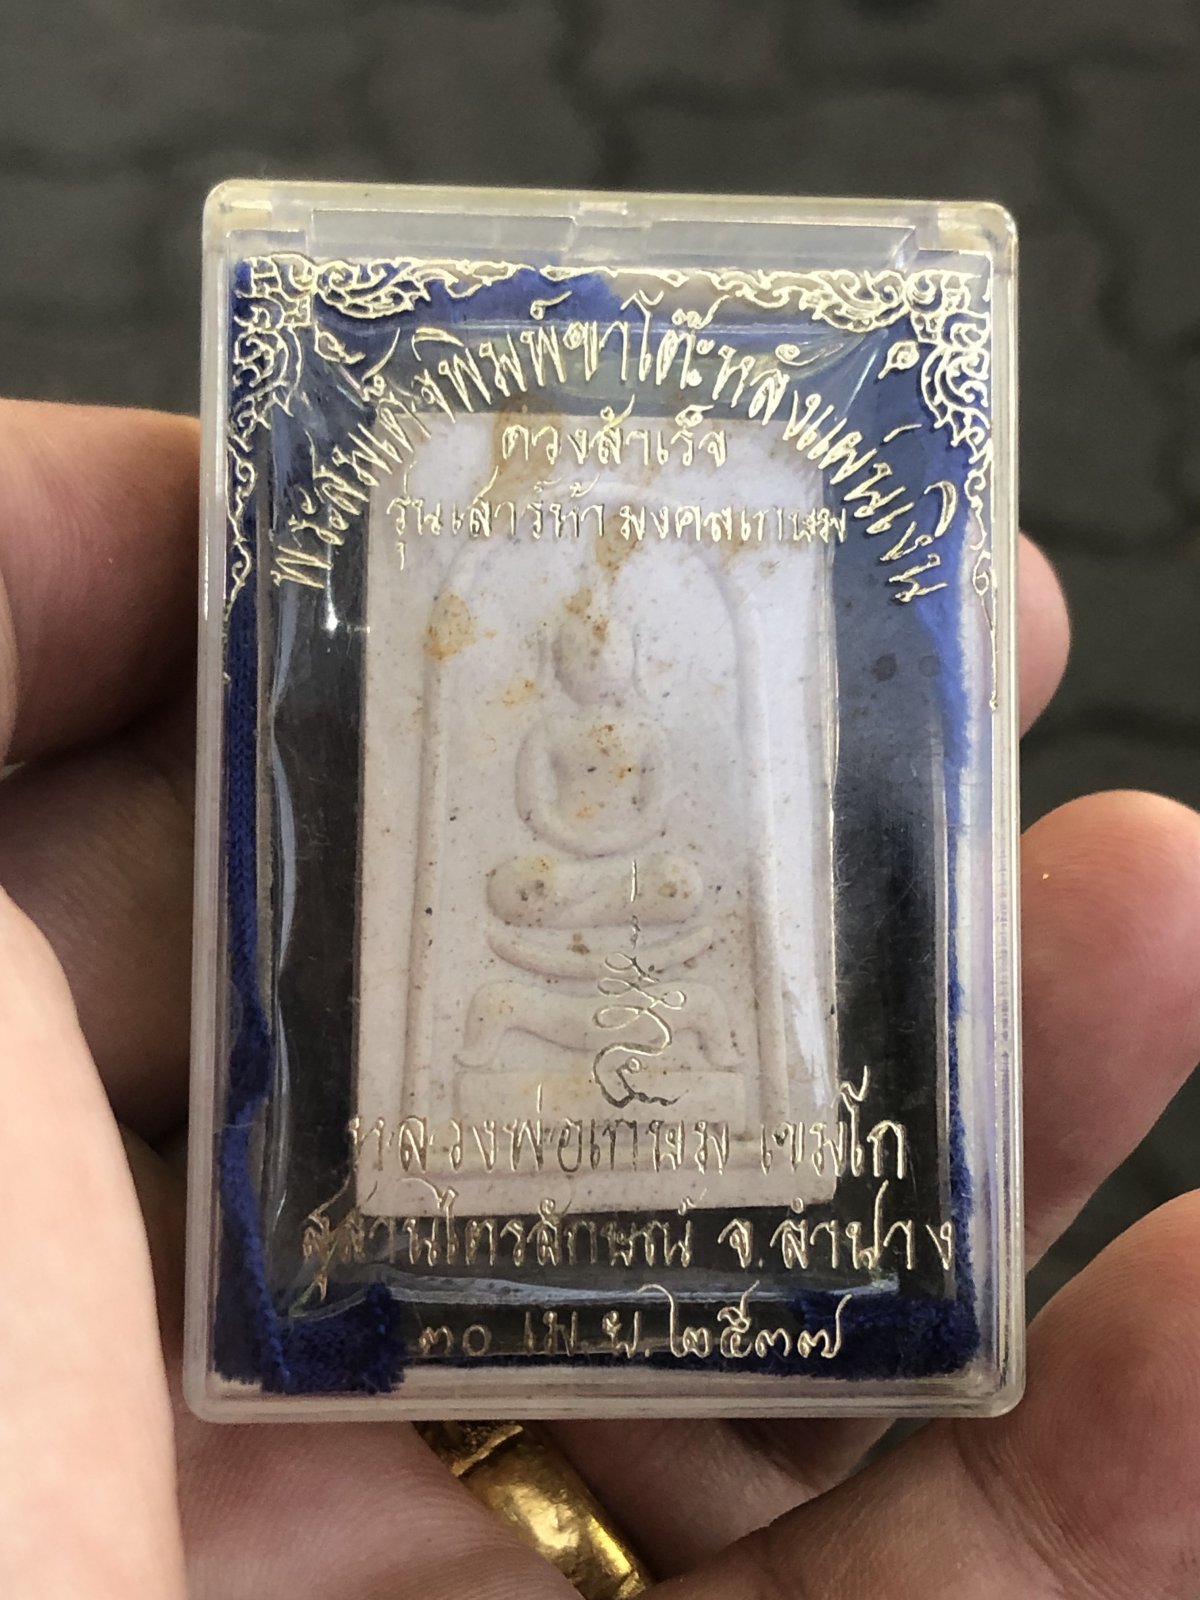 พระสมเด็จพิมพ์ขาโต๊ะหลังแผ่นเงิน
ดวงสำเร็จ
รุ่นเสาร์ห้ามงคลเกษม
หลวงพ่อเกษม เขมโก
สุสานไตรลักษณ์ จ.ลำปาง
๓๐ เม.ย. ๒๕๓๗